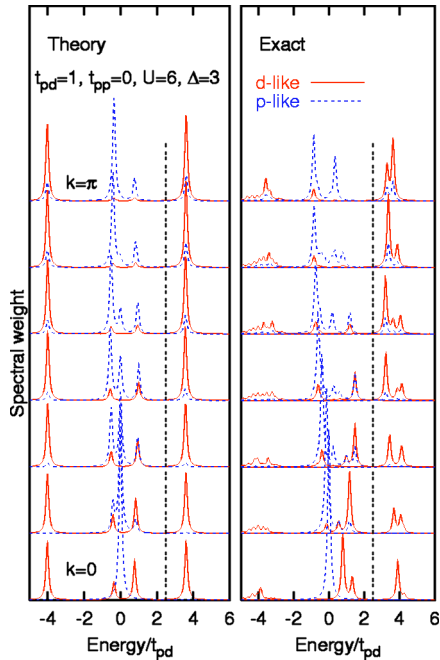 Theory
Exact
t_pd=1, t_pp=0, U=6, Δ=3
d-like
p-like
k=π
Spectral weight
k=0
-4 -2 0 2 4 6
-4 -2 0 2 4 6
Energy/t_pd
Energy/t_pd